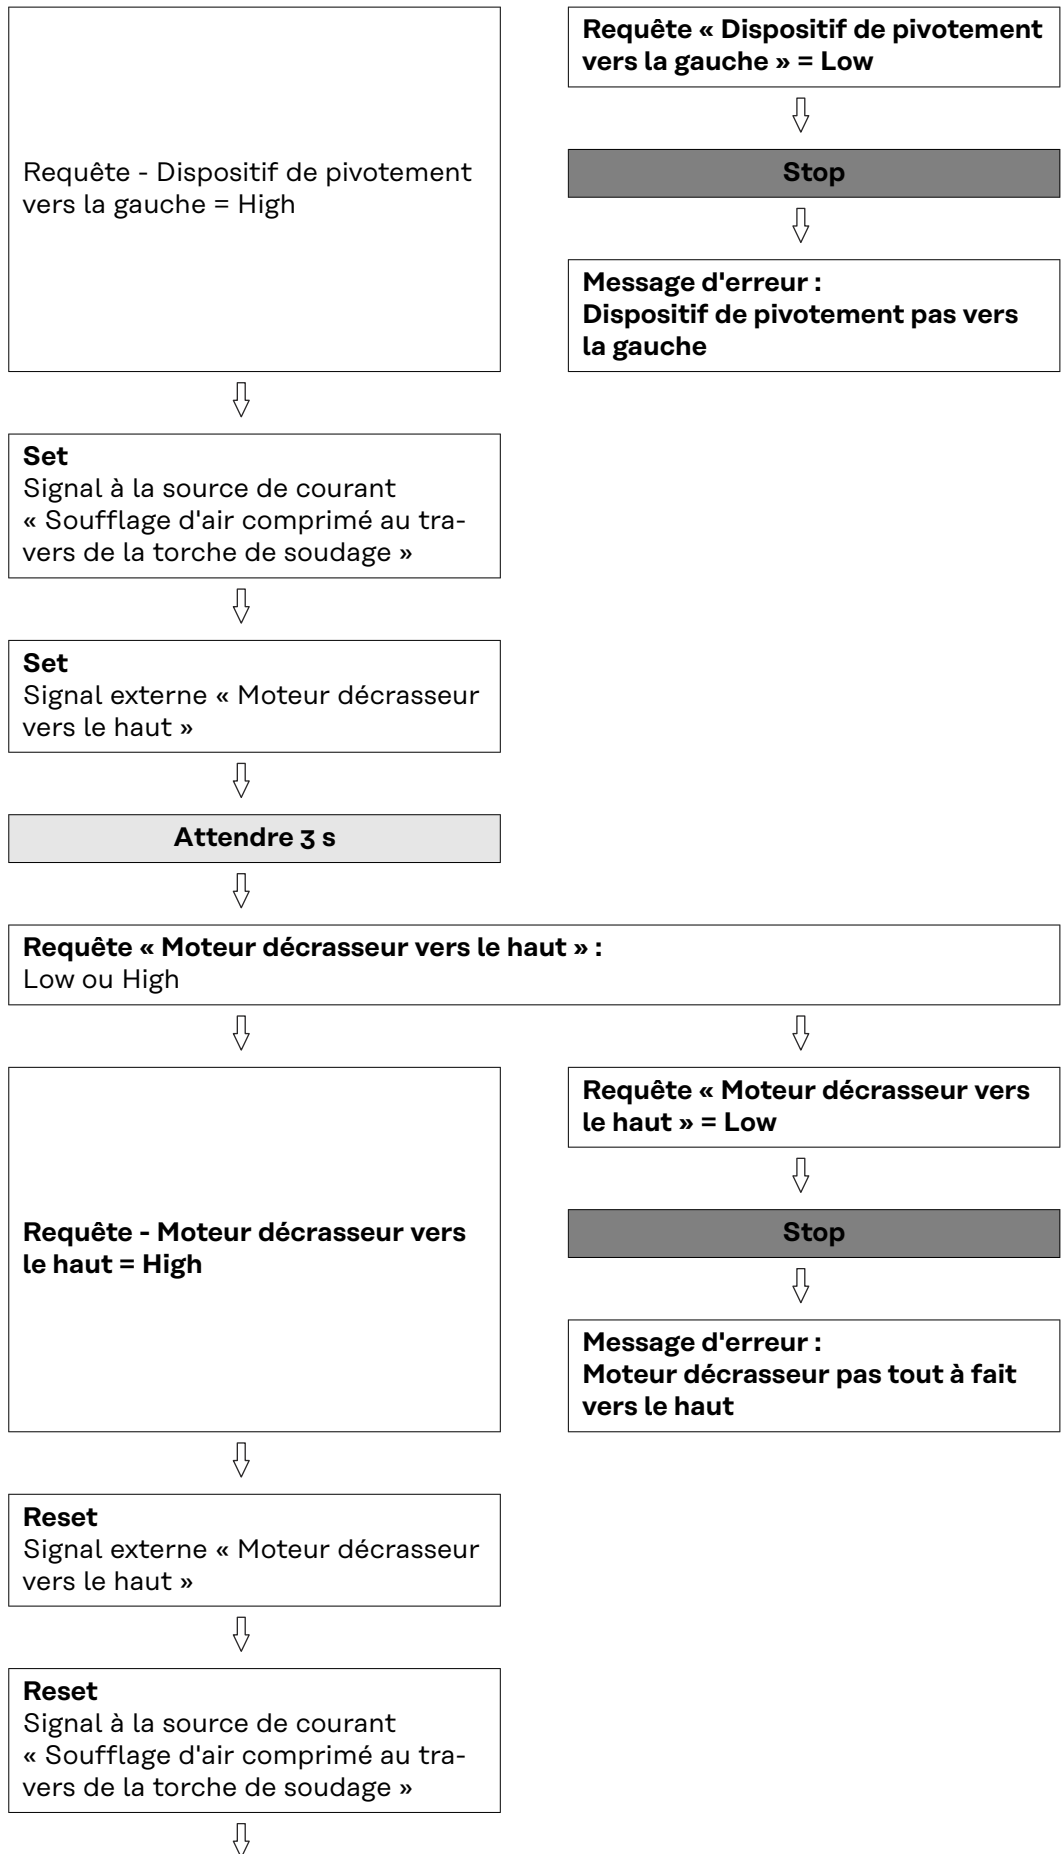 Requête - Dispositif de pivotement
vers la gauche = High
Requête « Dispositif de pivotement
vers la gauche » = Low
Stop
Message d'erreur :
Dispositif de pivotement pas vers
la gauche
Set
Signal à la source de courant
« Soufflage d'air comprimé au tra-
vers de la torche de soudage »
Set
Signal externe « Moteur décrasseur
vers le haut »
Attendre 3 s
Requête « Moteur décrasseur vers le haut » :
Low ou High
Requête - Moteur décrasseur vers
le haut = High
Requête « Moteur décrasseur vers
le haut » = Low
Stop
Message d'erreur :
Moteur décrasseur pas tout à fait
vers le haut
Reset
Signal externe « Moteur décrasseur
vers le haut »
Reset
Signal à la source de courant
« Soufflage d'air comprimé au tra-
vers de la torche de soudage »